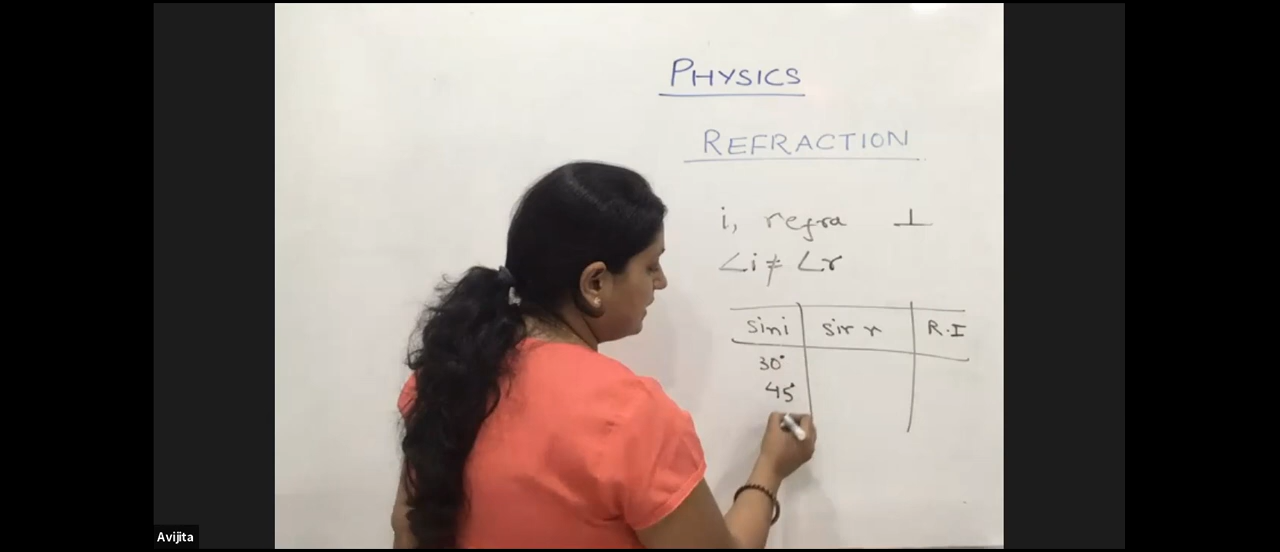 PHYSICS
REFRACTION
i, refra ⊥
∠i ≠ ∠r
sin i sin r R.I
30°
45°
Avijita